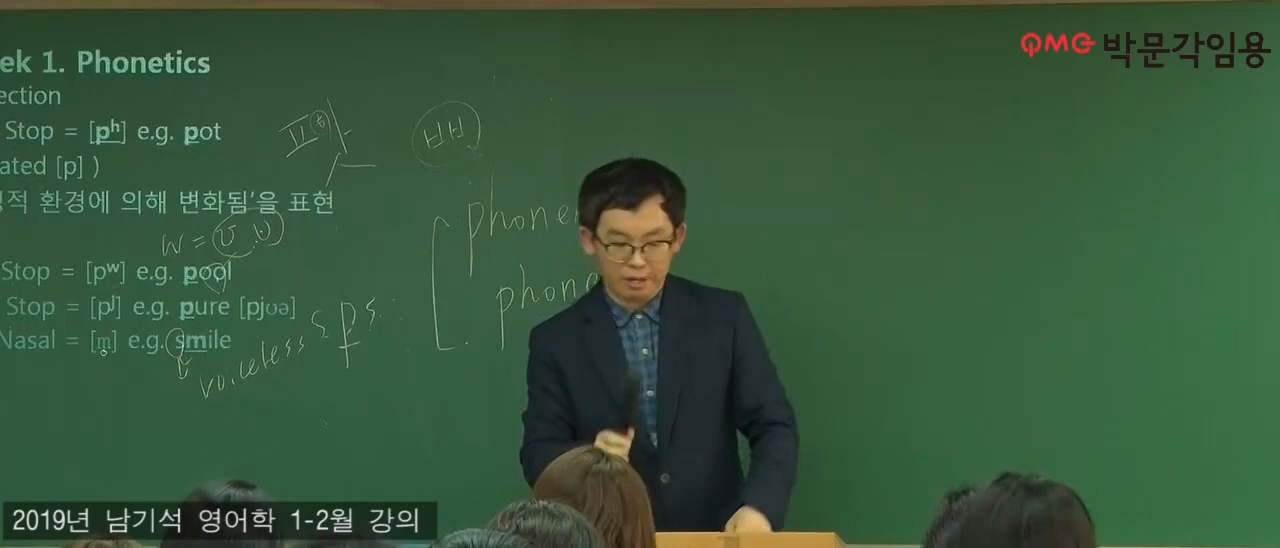 PMG 박문각임용
ek 1. Phonetics
ection
Stop = [pʰ] e.g. pot
ated [p] )
적 환경에 의해 변화됨'을 표현
w =
Stop = [pʷ] e.g. pool
Stop = [pʲ] e.g. pure [pjʊə]
Nasal = [m̥] e.g. smile
voiceless
phone
phone
2019년 남기석 영어학 1-2월 강의